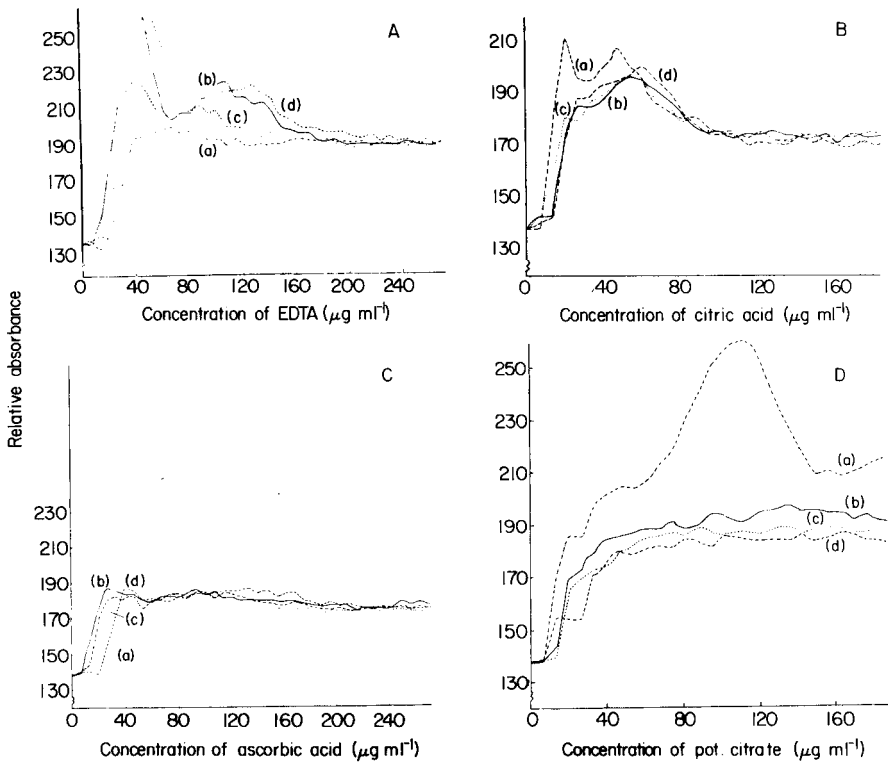 A
250
230
210
190
170
150
130
(b)
(c)
(d)
(a)
0 40 80 120 160 200 240
Concentration of EDTA (μg ml⁻¹)
B
210
190
170
150
130
(a)
(d)
(c)
(b)
0 40 80 120 160
Concentration of citric acid (μg ml⁻¹)
Relative absorbance
C
230
210
190
170
150
130
(b) (d)
(c)
(a)
0 40 80 120 160 200 240
Concentration of ascorbic acid (μg ml⁻¹)
D
250
230
210
190
170
150
130
(a)
(b)
(c)
(d)
0 40 80 120 160
Concentration of pot. citrate (μg ml⁻¹)